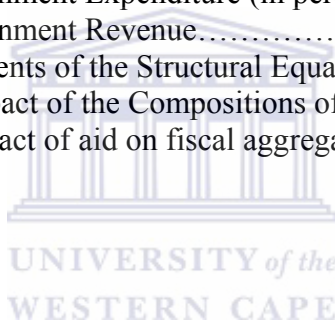 nment Expenditure (in per
nment Revenue……………
ents of the Structural Equa
act of the Compositions of
act of aid on fiscal aggrega
UNIVERSITY of the
WESTERN CAPE